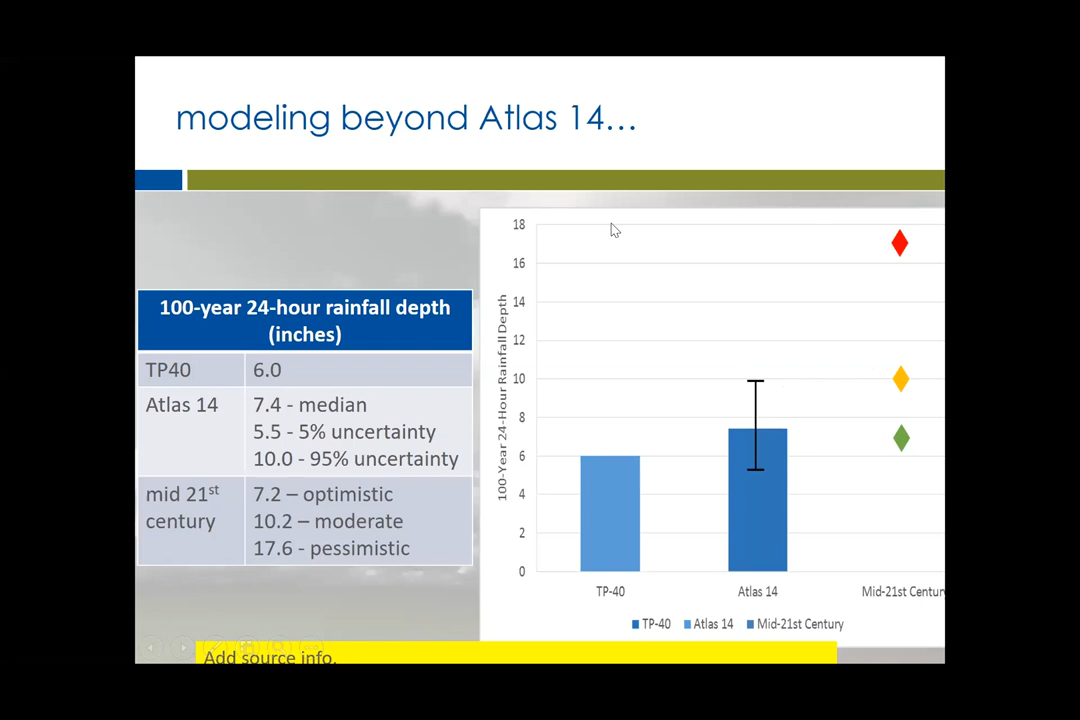 modeling beyond Atlas 14...
100-year 24-hour rainfall depth
(inches)
TP40 6.0
Atlas 14 7.4 - median
5.5 - 5% uncertainty
10.0 - 95% uncertainty
mid 21st 7.2 – optimistic
century 10.2 – moderate
17.6 - pessimistic
100-Year 24-Hour Rainfall Depth
18
16
14
12
10
8
6
4
2
0
TP-40 Atlas 14 Mid-21st Century
TP-40 Atlas 14 Mid-21st Century
Add source info.